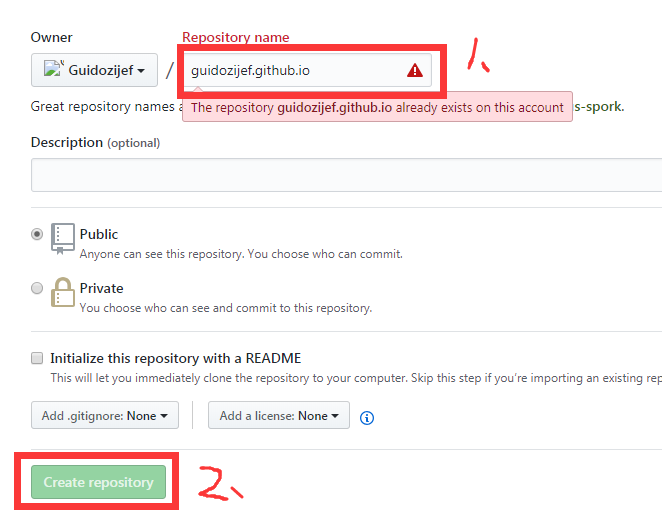 Owner Repository name
Guidozijef / guidozijef.github.io 1、
Great repository names a
The repository guidozijef.github.io already exists on this account
s-spork.
Description (optional)
Public
Anyone can see this repository. You choose who can commit.
Private
You choose who can see and commit to this repository.
Initialize this repository with a README
This will let you immediately clone the repository to your computer. Skip this step if you're importing an existing rep
Add .gitignore: None Add a license: None
Create repository 2、